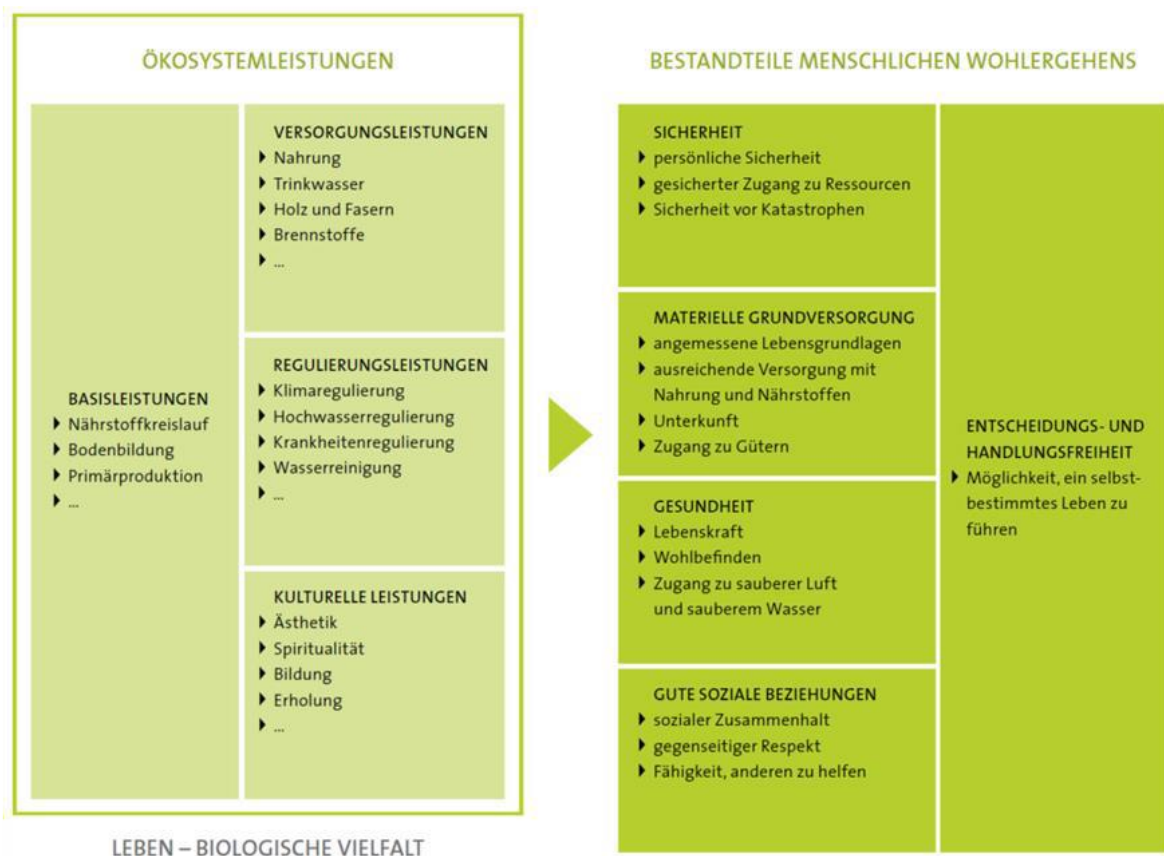 ÖKOSYSTEMLEISTUNGEN
BASISLEISTUNGEN
Nährstoffkreislauf
Bodenbildung
Primärproduktion
...
VERSORGUNGSLEISTUNGEN
Nahrung
Trinkwasser
Holz und Fasern
Brennstoffe
...
REGULIERUNGSLEISTUNGEN
Klimaregulierung
Hochwasserregulierung
Krankheitenregulierung
Wasserreinigung
...
KULTURELLE LEISTUNGEN
Ästhetik
Spiritualität
Bildung
Erholung
...
LEBEN – BIOLOGISCHE VIELFALT
BESTANDTEILE MENSCHLICHEN WOHLERGEHENS
SICHERHEIT
persönliche Sicherheit
gesicherter Zugang zu Ressourcen
Sicherheit vor Katastrophen
MATERIELLE GRUNDVERSORGUNG
angemessene Lebensgrundlagen
ausreichende Versorgung mit
Nahrung und Nährstoffen
Unterkunft
Zugang zu Gütern
GESUNDHEIT
Lebenskraft
Wohlbefinden
Zugang zu sauberer Luft
und sauberem Wasser
GUTE SOZIALE BEZIEHUNGEN
sozialer Zusammenhalt
gegenseitiger Respekt
Fähigkeit, anderen zu helfen
ENTSCHEIDUNGS- UND
HANDLUNGSFREIHEIT
Möglichkeit, ein selbst-
bestimmtes Leben zu
führen